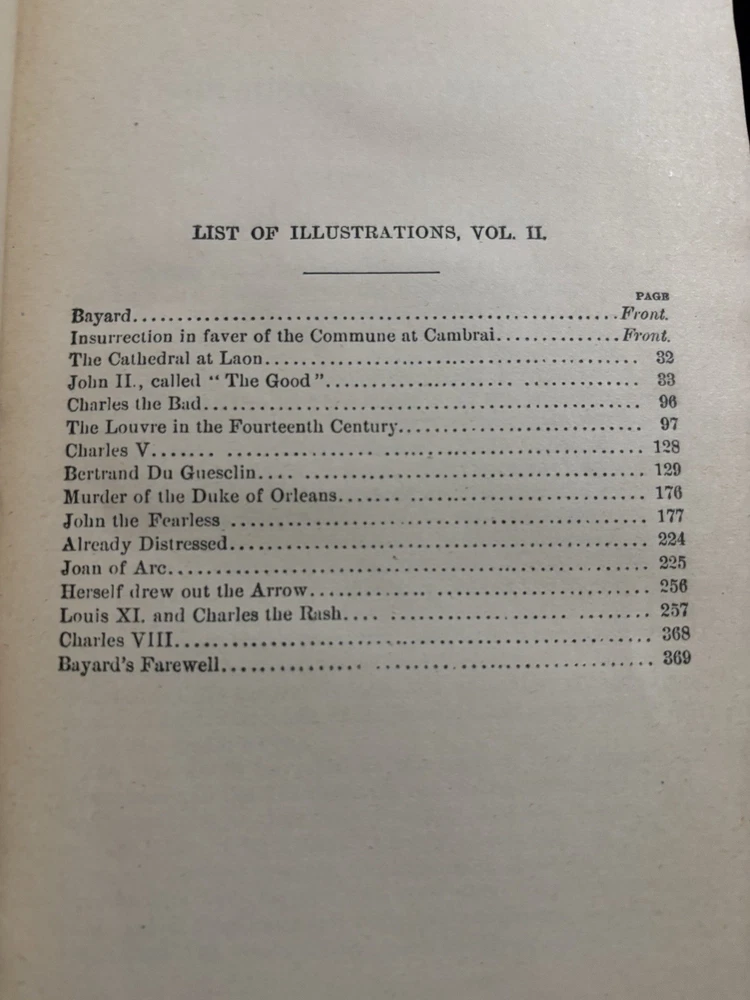 LIST OF ILLUSTRATIONS, VOL. II.
PAGE
Bayard........................................................Front.
Insurrection in faver of the Commune at Cambrai..............Front.
The Cathedral at Laon.......................................... 32
John II., called “The Good”..................... ............. 33
Charles the Bad................................................. 96
The Louvre in the Fourteenth Century............................ 97
Charles V....... .............................................. 128
Bertrand Du Guesclin.... ...................................... 129
Murder of the Duke of Orleans....... .......................... 176
John the Fearless .............................................. 177
Already Distressed.............................................. 224
Joan of Arc..................................................... 225
Herself drew out the Arrow............. ........................ 256
Louis XI. and Charles the Rash.... .................... ........ 257
Charles VIII.................................................... 368
Bayard's Farewell................ .............................. 369